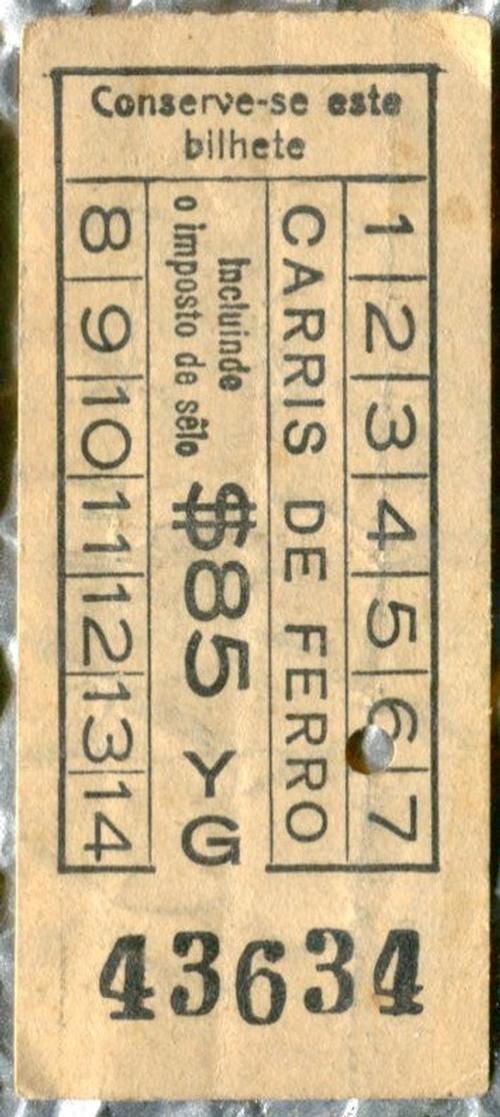 Conserve-se este
bilhete
1 2 3 4 5 6 7
CARRIS DE FERRO
Incluinde
o imposto de sêlo
$85 YG
8 9 10 11 12 13 14
43634